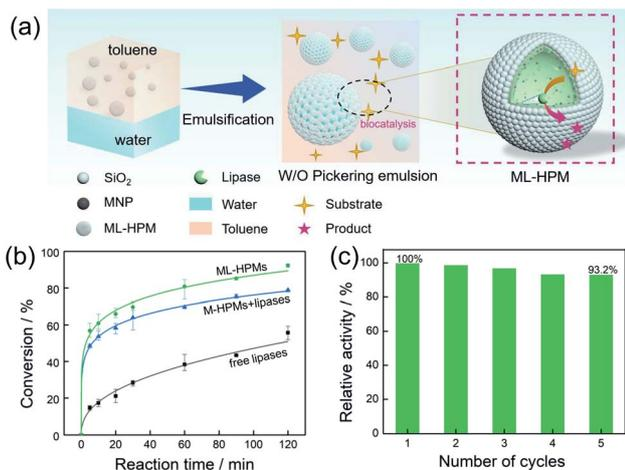 (a)
toluene
water
Emulsification
biocatalysis
W/O Pickering emulsion
ML-HPM
SiO₂
Lipase
MNP
Water
Substrate
ML-HPM
Toluene
Product
(b)
Conversion / %
100
80
60
40
20
0
ML-HPMs
M-HPMs+lipases
free lipases
0 20 40 60 80 100 120
Reaction time / min
(c)
Relative activity / %
100
80
60
40
20
0
100%
93.2%
1 2 3 4 5
Number of cycles